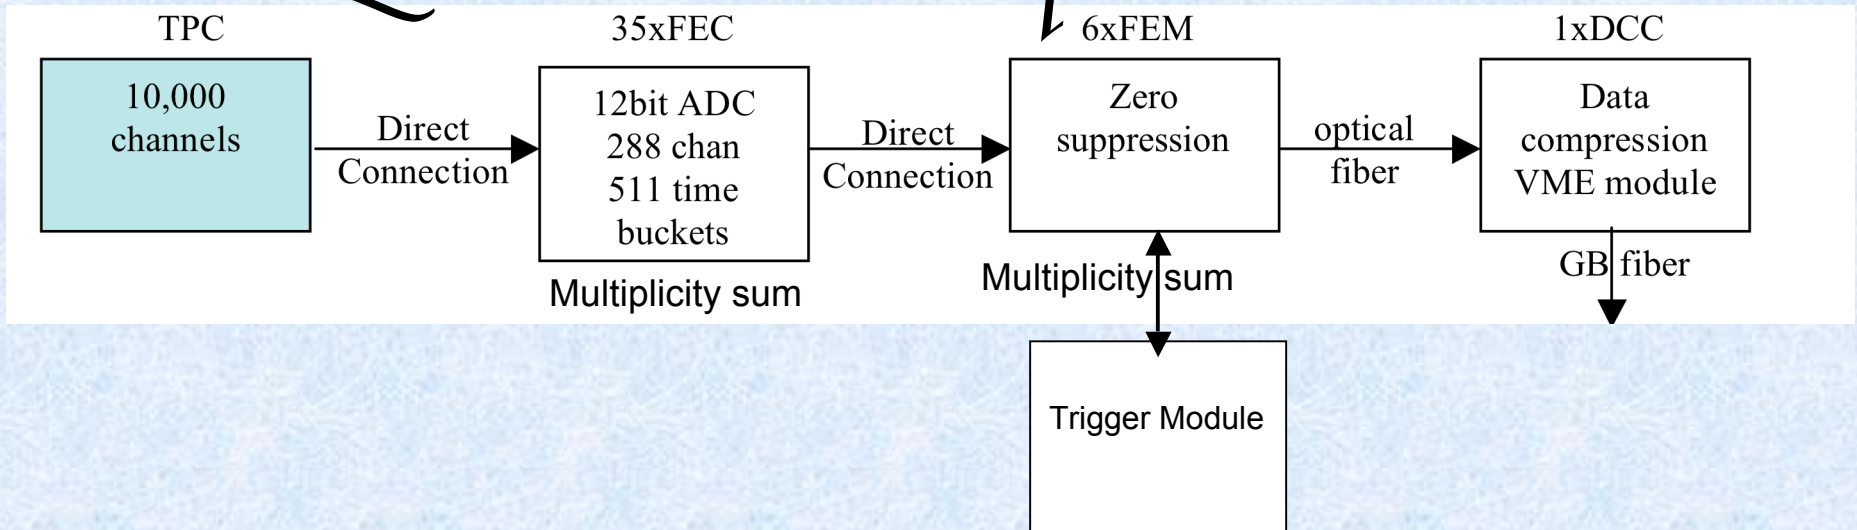 TPC
10,000
channels
Direct
Connection
35xFEC
12bit ADC
288 chan
511 time
buckets
Multiplicity sum
Direct
Connection
6xFEM
Zero
suppression
Multiplicity sum
Trigger Module
optical
fiber
1xDCC
Data
compression
VME module
GB fiber